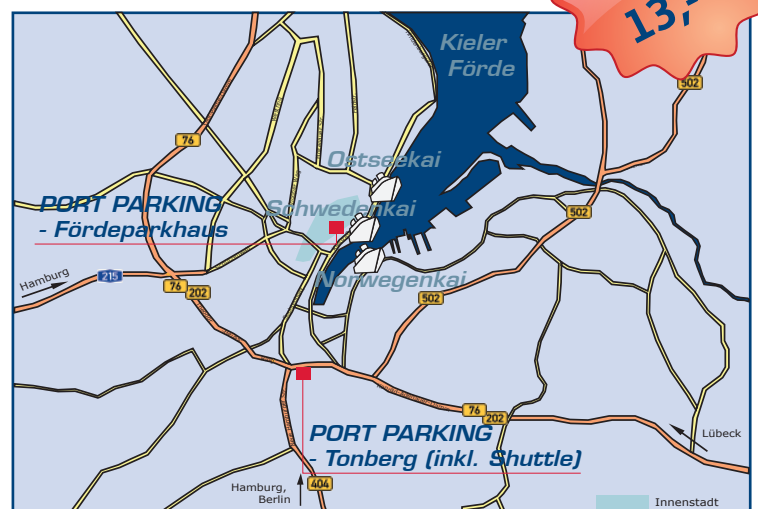 13,
Kieler
Förde
502
76
Ostseekai
PORT PARKING
- Fördeparkhaus
Schwedenkai
502
Hamburg
215
76
202
Norwegenkai
502
76
202
Lübeck
PORT PARKING
- Tonberg (inkl. Shuttle)
Hamburg,
Berlin
404
Innenstadt